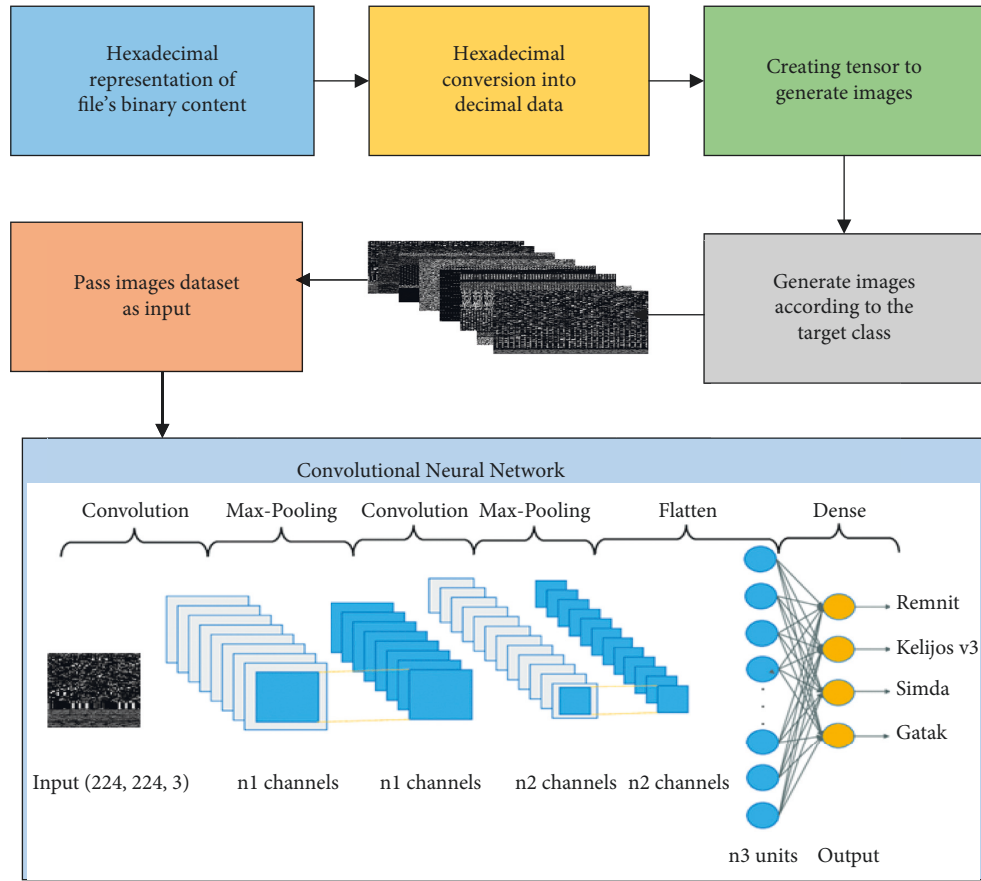 Hexadecimal
representation of
file's binary content
Hexadecimal
conversion into
decimal data
Creating tensor to
generate images
Pass images dataset
as input
Generate images
according to the
target class
Convolutional Neural Network
Convolution
Max-Pooling
Convolution
Max-Pooling
Flatten
Dense
Remnit
Kelijos v3
Simda
Gatak
Input (224, 224, 3)
n1 channels
n1 channels
n2 channels
n2 channels
n3 units
Output